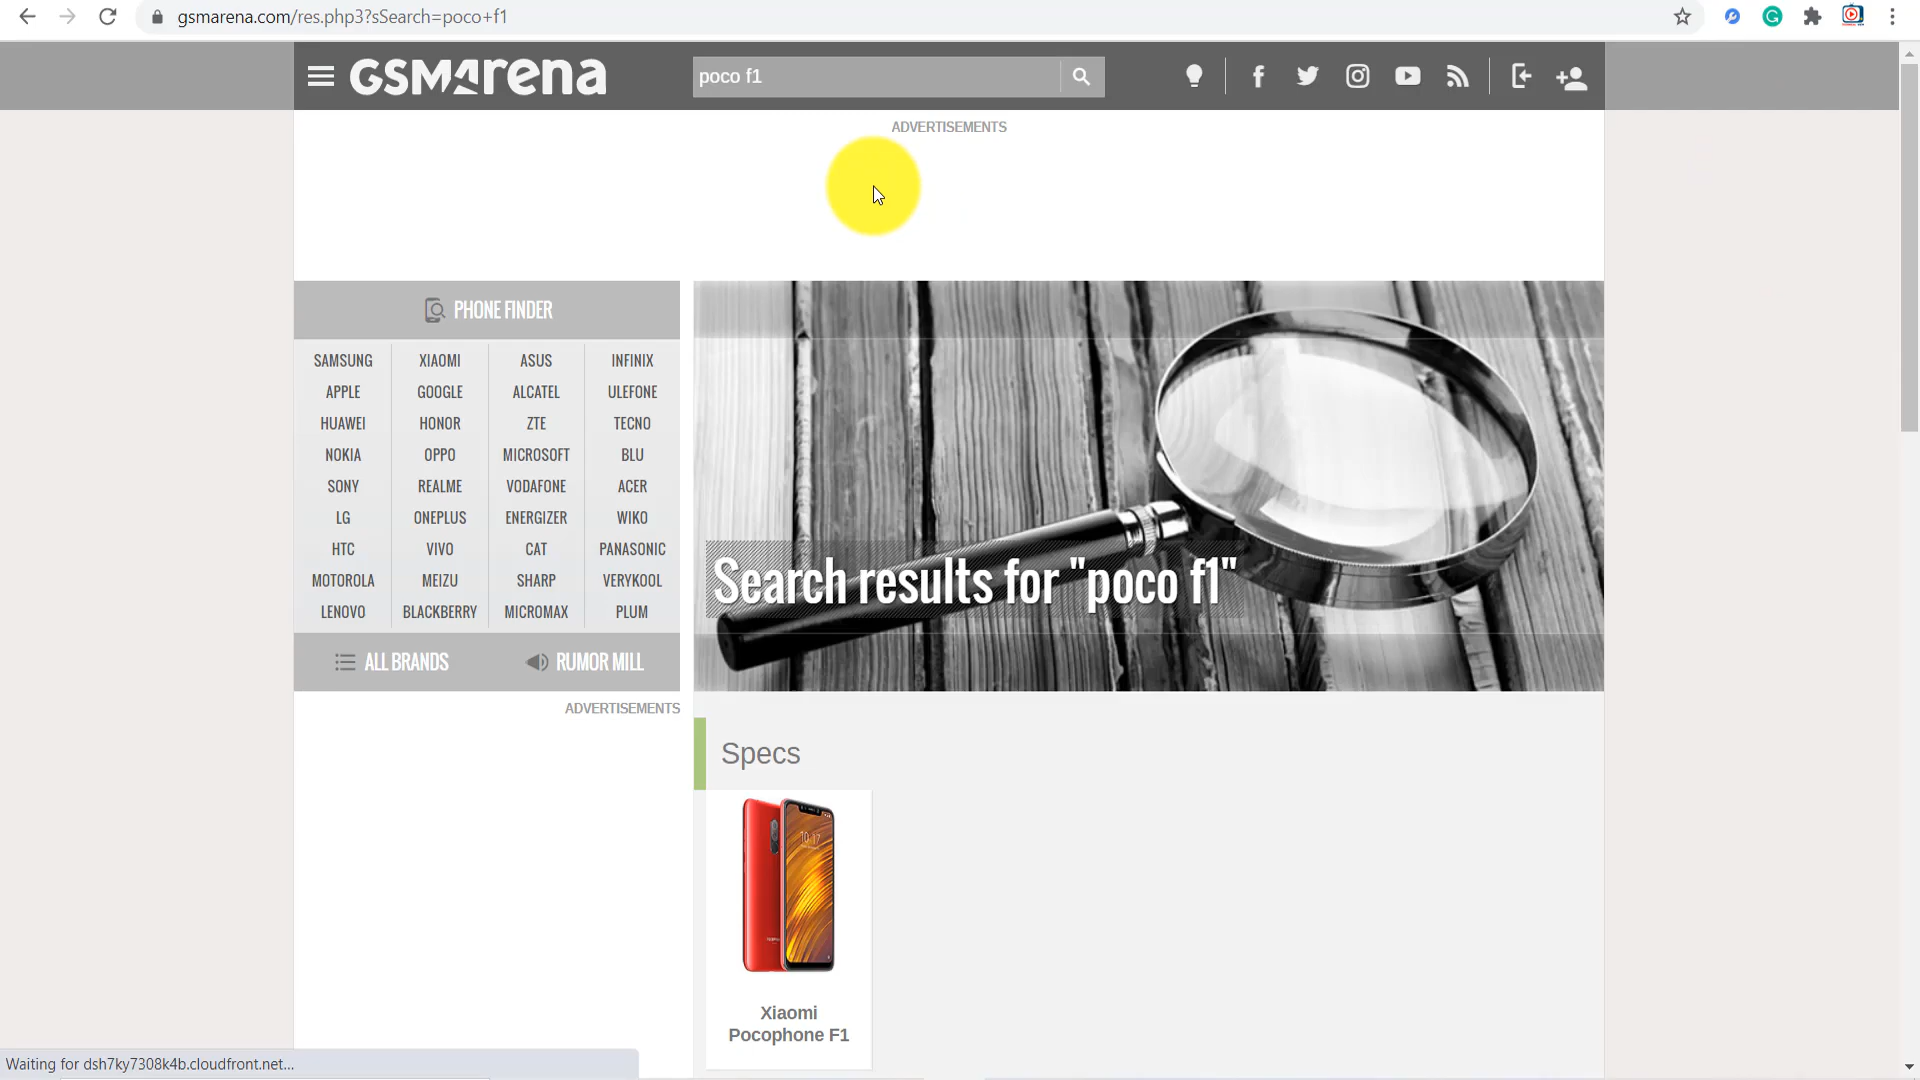 gsmarena.com/res.php3?sSearch=poco+f1
GSMArena
poco f1
ADVERTISEMENTS
PHONE FINDER
SAMSUNG XIAOMI ASUS INFINIX
APPLE GOOGLE ALCATEL ULEFONE
HUAWEI HONOR ZTE TECNO
NOKIA OPPO MICROSOFT BLU
SONY REALME VODAFONE ACER
LG ONEPLUS ENERGIZER WIKO
HTC VIVO CAT PANASONIC
MOTOROLA MEIZU SHARP VERYKOOL
LENOVO BLACKBERRY MICROMAX PLUM
ALL BRANDS RUMOR MILL
ADVERTISEMENTS
Search results for "poco f1"
Specs
10:17
Xiaomi
Pocophone F1
Waiting for dsh7ky7308k4b.cloudfront.net...